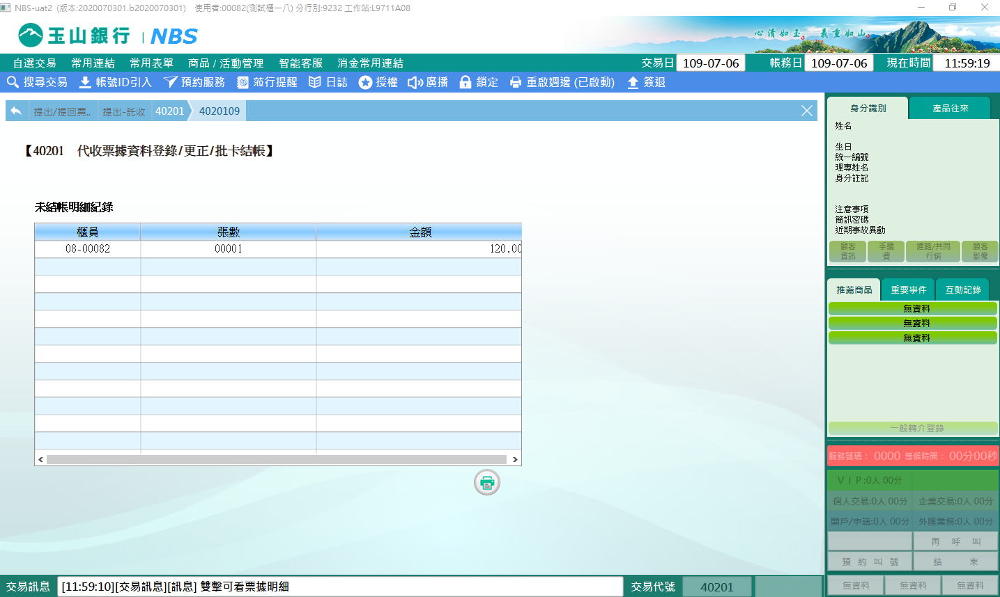 NBS-uat2 (版本:2020070301.b2020070301) 使用者:00082(測試櫃一八) 分行別:9232 工作站:L9711A08
玉山銀行 | NBS
心清如玉。 義重如山。
自選交易 常用連結 常用表單 商品 / 活動管理 智能客服 消金常用連結 交易日 109-07-06 帳務日 109-07-06 現在時間 11:59:19
搜尋交易 帳號ID引入 預約服務 蒞行提醒 日誌 授權 廣播 鎖定 重啟週邊 (已啟動) 簽退
提出/提回票.. 提出-託收 40201 4020109
【40201 代收票據資料登錄/更正/批卡結帳】
未結帳明細紀錄
櫃員 張數 金額
08-00082 00001 120.00
身分識別 產品往來
姓名
生日
統一編號
理專姓名
身分註記
注意事項
簡訊密碼
近期事故異動
顧客資訊 手續費 通路/共同行銷 顧客影像
推薦商品 重要事件 互動記錄
無資料
無資料
無資料
一般轉介登錄
服務號碼： 0000 等候時間： 00分00秒
V I P:0人 00分
個人交易:0人 00分 企業交易:0人 00分
開戶/申請:0人 00分 外匯業務:0人 00分
再 呼 叫
預 約 叫 號 結 束
無資料 無資料 無資料
交易訊息 [11:59:10][交易訊息][訊息] 雙擊可看票據明細 交易代號 40201